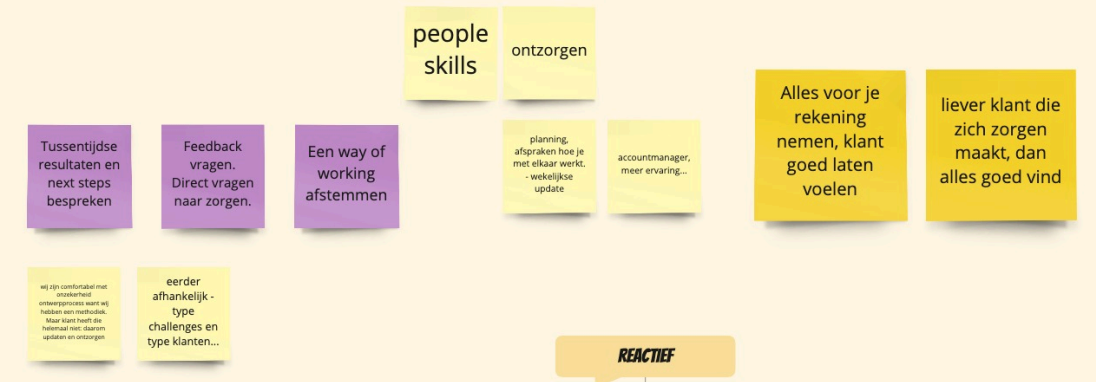 people
skills
ontzorgen
Alles voor je
rekening
nemen, klant
goed laten
voelen
liever klant die
zich zorgen
maakt, dan
alles goed vind
Tussentijdse
resultaten en
next steps
bespreken
Feedback
vragen.
Direct vragen
naar zorgen.
Een way of
working
afstemmen
planning,
afspraken hoe je
met elkaar werkt.
- wekelijkse
update
accountmanager,
meer ervaring...
wij zijn comfortabel met
onzekerheid
ontwerpprocess want wij
hebben een methodiek.
Maar klant heeft die
helemaal niet: daarom
updaten en ontzorgen
eerder
afhankelijk -
type
challenges en
type klanten...
REACTIEF